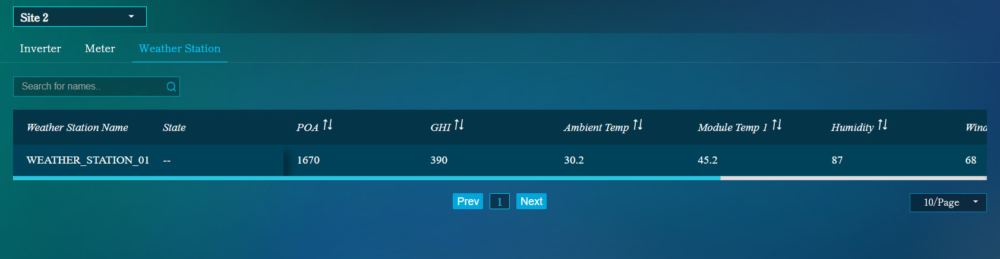 Site 2
Inverter Meter Weather Station
Search for names..
Weather Station Name State POA GHI Ambient Temp Module Temp 1 Humidity Wind
WEATHER_STATION_01 -- 1670 390 30.2 45.2 87 68
Prev 1 Next 10/Page